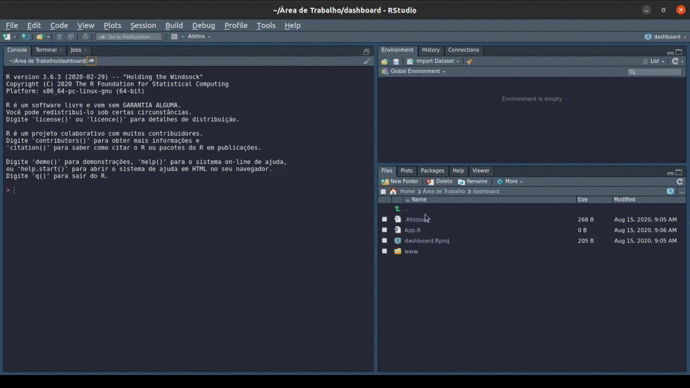 ~/Área de Trabalho/dashboard - RStudio
File Edit Code View Plots Session Build Debug Profile Tools Help
Go to file/function
Addins
dashboard
Console Terminal Jobs
~/Área de Trabalho/dashboard/
R version 3.6.3 (2020-02-29) -- "Holding the Windsock"
Copyright (C) 2020 The R Foundation for Statistical Computing
Platform: x86_64-pc-linux-gnu (64-bit)
R é um software livre e vem sem GARANTIA ALGUMA.
Você pode redistribuí-lo sob certas circunstâncias.
Digite 'license()' ou 'licence()' para detalhes de distribuição.
R é um projeto colaborativo com muitos contribuidores.
Digite 'contributors()' para obter mais informações e
'citation()' para saber como citar o R ou pacotes do R em publicações.
Digite 'demo()' para demonstrações, 'help()' para o sistema on-line de ajuda,
ou 'help.start()' para abrir o sistema de ajuda em HTML no seu navegador.
Digite 'q()' para sair do R.
>
Environment History Connections
Import Dataset
List
Global Environment
Environment is empty
Files Plots Packages Help Viewer
New Folder Delete Rename More
Home Área de Trabalho dashboard
Name Size Modified
..
268 B Aug 15, 2020, 9:05 AM
App.R 0 B Aug 15, 2020, 9:06 AM
dashboard.Rproj 205 B Aug 15, 2020, 9:05 AM
www